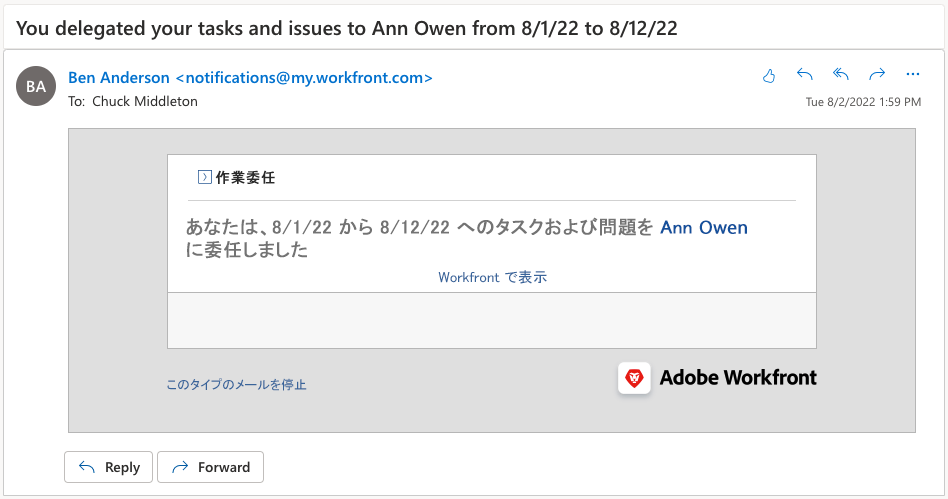 You delegated your tasks and issues to Ann Owen from 8/1/22 to 8/12/22
BA
Ben Anderson <notifications@my.workfront.com>
To: Chuck Middleton
Tue 8/2/2022 1:59 PM
作業委任
あなたは、8/1/22 から 8/12/22 へのタスクおよび問題を Ann Owen
に委任しました
Workfront で表示
このタイプのメールを停止
Adobe Workfront
Reply
Forward